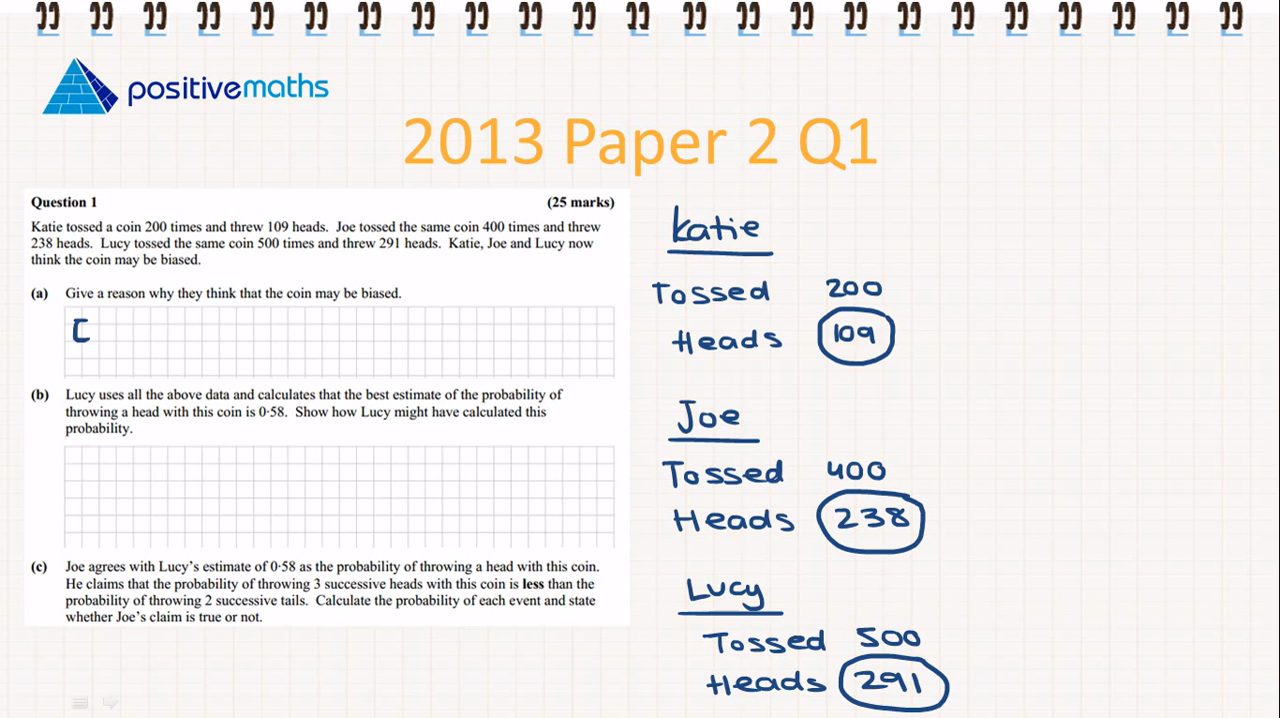 positivemaths
2013 Paper 2 Q1
Question 1 (25 marks)
Katie tossed a coin 200 times and threw 109 heads. Joe tossed the same coin 400 times and threw
238 heads. Lucy tossed the same coin 500 times and threw 291 heads. Katie, Joe and Lucy now
think the coin may be biased.
(a) Give a reason why they think that the coin may be biased.
[
(b) Lucy uses all the above data and calculates that the best estimate of the probability of
throwing a head with this coin is 0·58. Show how Lucy might have calculated this
probability.
(c) Joe agrees with Lucy's estimate of 0·58 as the probability of throwing a head with this coin.
He claims that the probability of throwing 3 successive heads with this coin is less than the
probability of throwing 2 successive tails. Calculate the probability of each event and state
whether Joe's claim is true or not.
Katie
Tossed 200
Heads 109
Joe
Tossed 400
Heads 238
Lucy
Tossed 500
Heads 291